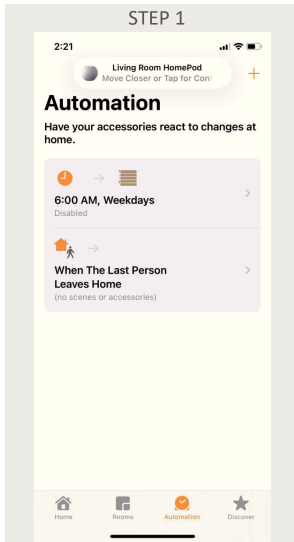 STEP 1
2:21
Living Room HomePod
Move Closer or Tap for Cont
+
Automation
Have your accessories react to changes at
home.
6:00 AM, Weekdays
Disabled
When The Last Person
Leaves Home
(no scenes or accessories)
Home Rooms Automation Discover